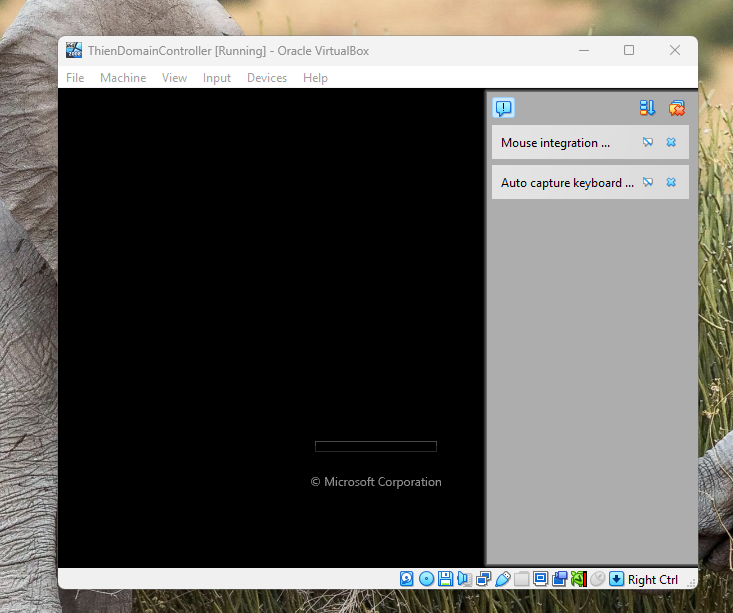 ThienDomainController [Running] - Oracle VirtualBox
File Machine View Input Devices Help
Mouse integration ...
Auto capture keyboard ...
© Microsoft Corporation
Right Ctrl